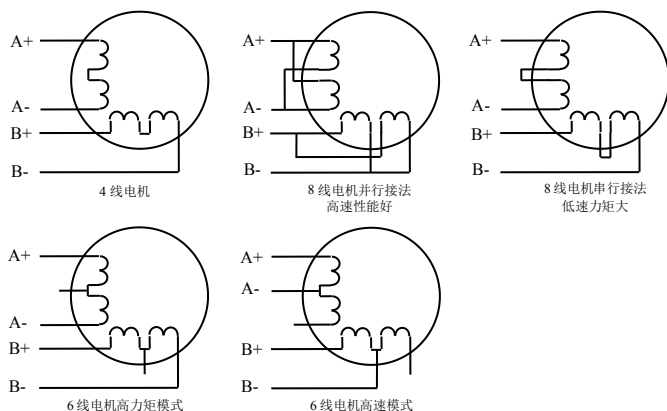 A+
A-
B+
B-
4 线电机
A+
A-
B+
B-
8 线电机并行接法
高速性能好
A+
A-
B+
B-
8 线电机串行接法
低速力矩大
A+
A-
B+
B-
6 线电机高力矩模式
A+
A-
B+
B-
6 线电机高速模式